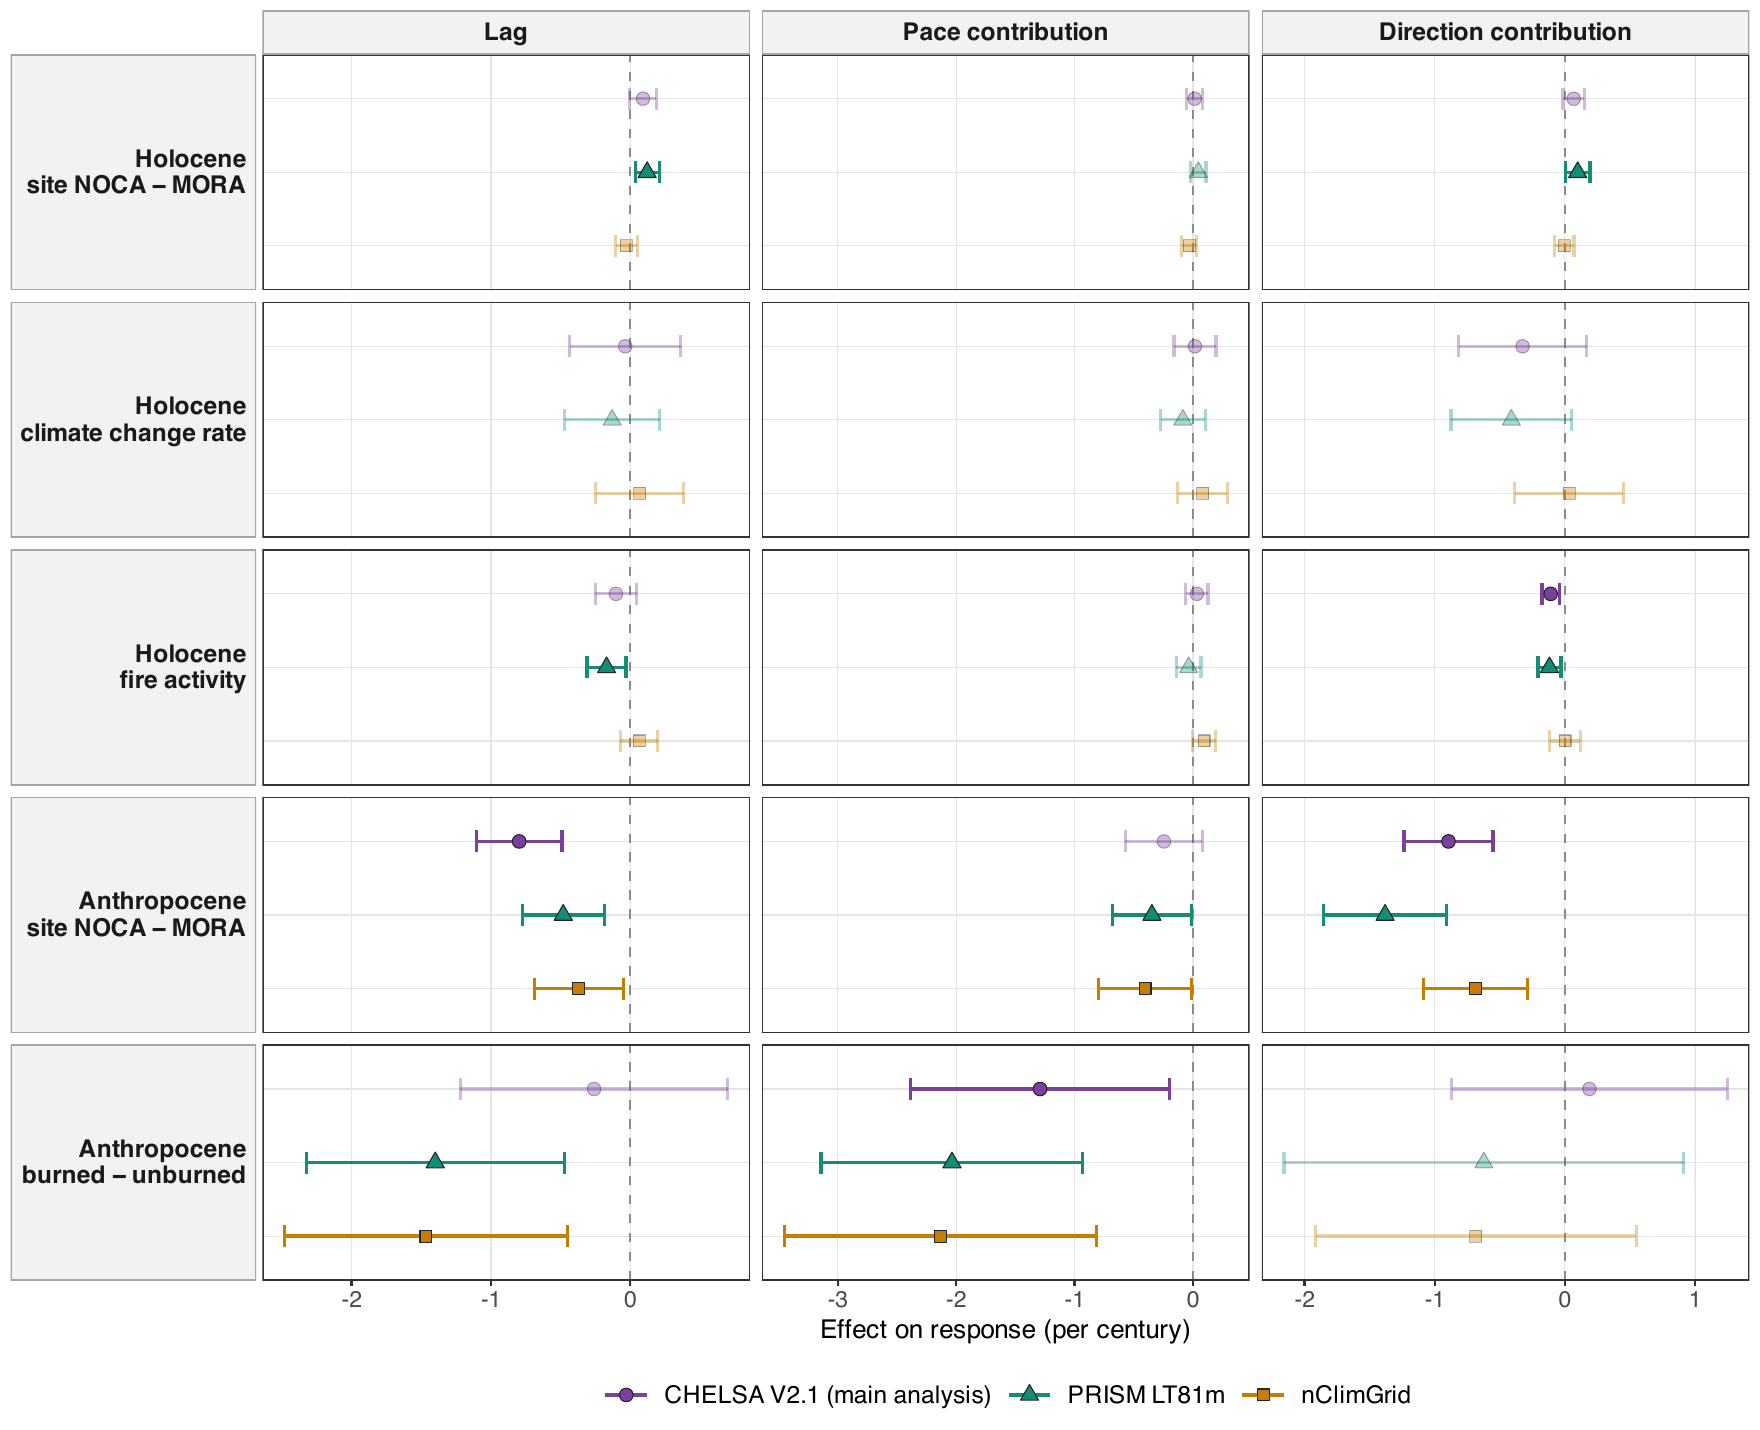 Lag
Pace contribution
Direction contribution
Holocene
site NOCA – MORA
Holocene
climate change rate
Holocene
fire activity
Anthropocene
site NOCA – MORA
Anthropocene
burned – unburned
-2 -1 0
-3 -2 -1 0
-2 -1 0 1
Effect on response (per century)
CHELSA V2.1 (main analysis) PRISM LT81m nClimGrid